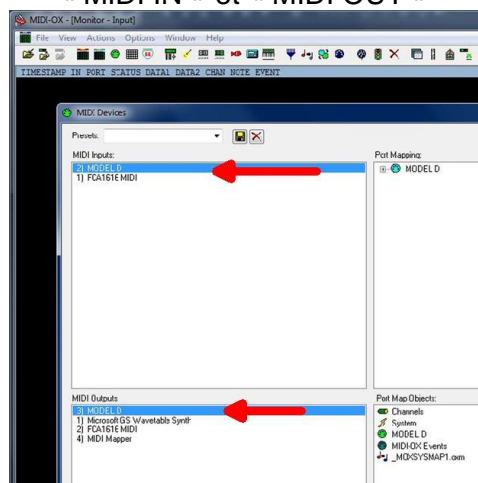 « MIDI IN » et « MIDI OUT »
MIDI-OX - [Monitor - Input]
File View Actions Options Window Help
TIMESTAMP IN PORT STATUS DATA1 DATA2 CHAN NOTE EVENT
MIDI Devices
Presets:
MIDI Inputs:
Port Mapping:
2) MODEL D
1) FCA1616 MIDI
MODEL D
MIDI Outputs
Port Map Objects:
3) MODEL D
1) Microsoft GS Wavetable Synth
2) FCA1616 MIDI
4) MIDI Mapper
Channels
System
MODEL D
MIDI-OX Events
_MOXSYSMAP1.oxm